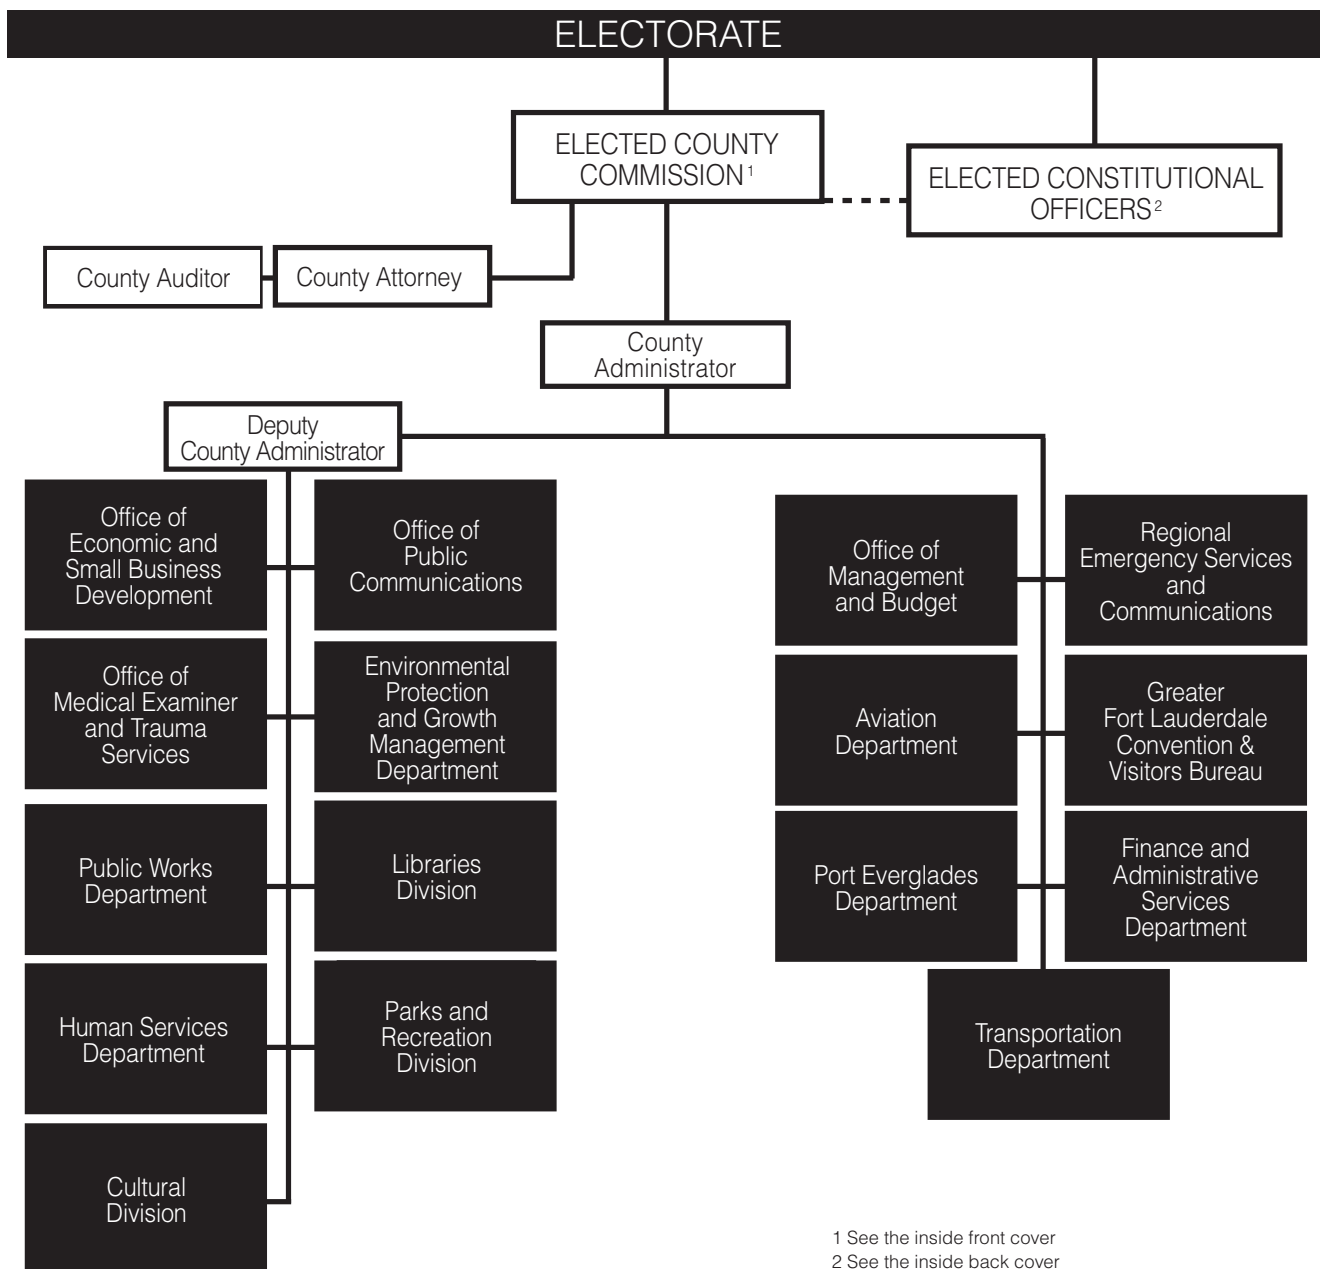 ELECTORATE
ELECTED COUNTY
COMMISSION 1
ELECTED CONSTITUTIONAL
OFFICERS 2
County Auditor
County Attorney
County
Administrator
Deputy
County Administrator
Office of
Economic and
Small Business
Development
Office of
Public
Communications
Office of
Management
and Budget
Regional
Emergency Services
and
Communications
Office of
Medical Examiner
and Trauma
Services
Environmental
Protection
and Growth
Management
Department
Aviation
Department
Greater
Fort Lauderdale
Convention &
Visitors Bureau
Public Works
Department
Libraries
Division
Port Everglades
Department
Finance and
Administrative
Services
Department
Human Services
Department
Parks and
Recreation
Division
Transportation
Department
Cultural
Division
1 See the inside front cover
2 See the inside back cover